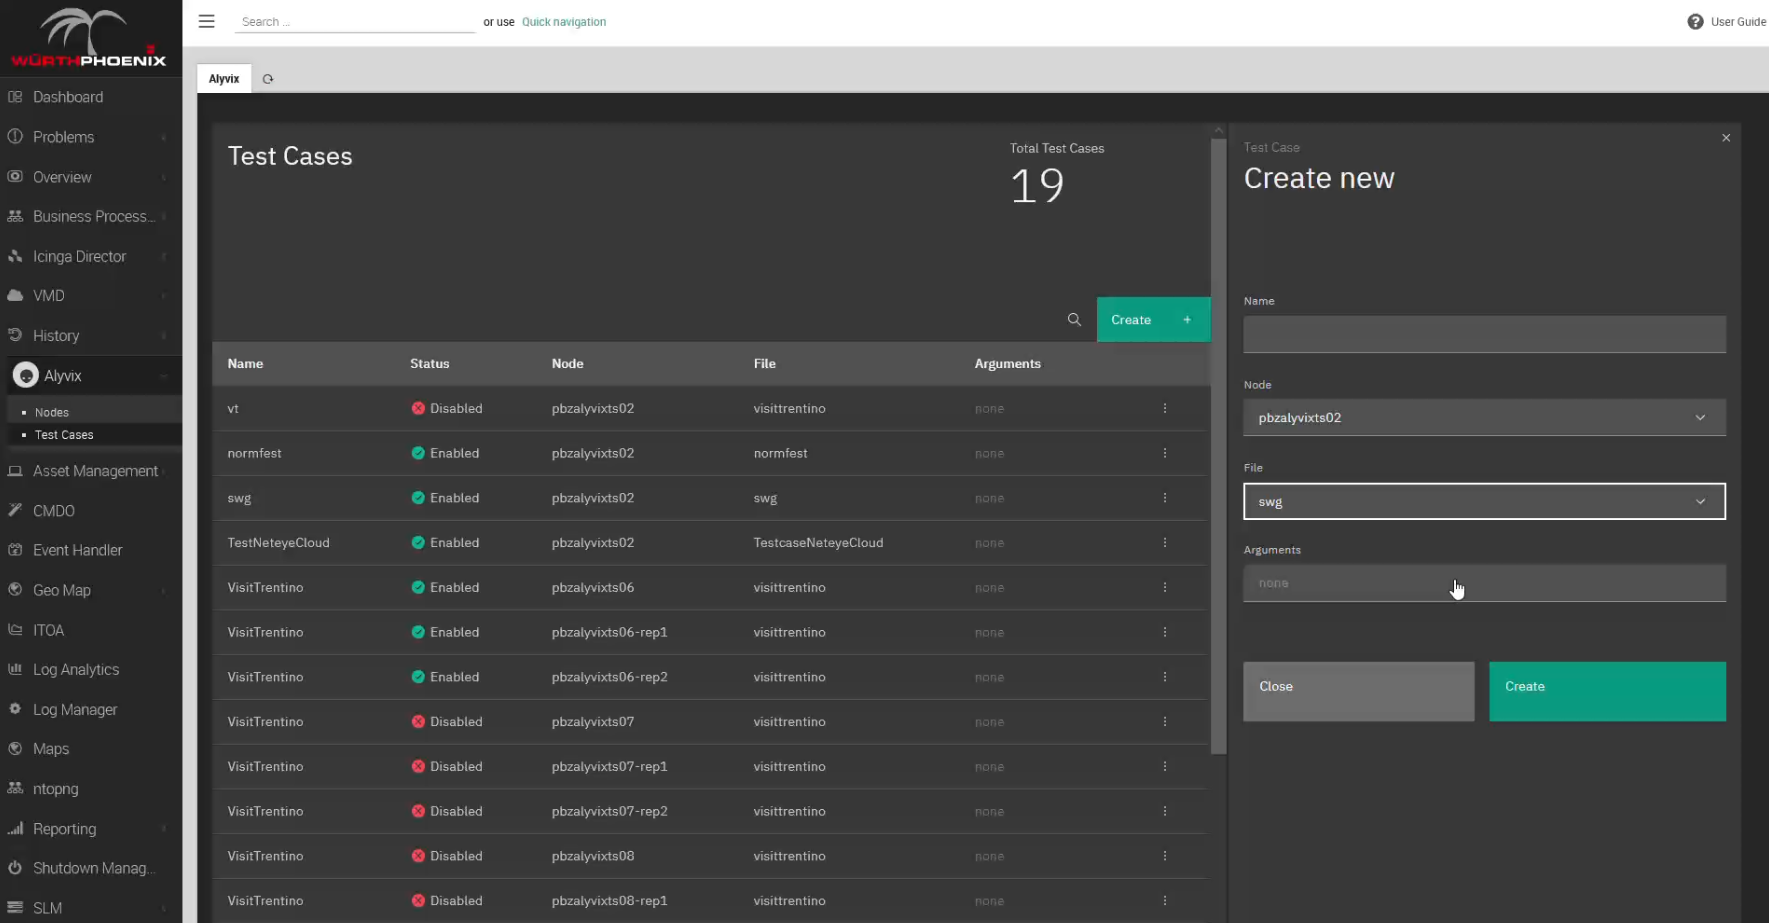 WÜRTHPHOENIX
Search ...
or use Quick navigation
User Guide
Alyvix
Dashboard
Problems
Overview
Business Process...
Icinga Director
VMD
History
Alyvix
Nodes
Test Cases
Asset Management
CMDO
Event Handler
Geo Map
ITOA
Log Analytics
Log Manager
Maps
ntopng
Reporting
Shutdown Manag...
SLM
Test Cases
Total Test Cases
19
Create +
Name Status Node File Arguments
vt Disabled pbzalyvixts02 visittrentino none
normfest Enabled pbzalyvixts02 normfest none
swg Enabled pbzalyvixts02 swg none
TestNeteyeCloud Enabled pbzalyvixts02 TestcaseNeteyeCloud none
VisitTrentino Enabled pbzalyvixts06 visittrentino none
VisitTrentino Enabled pbzalyvixts06-rep1 visittrentino none
VisitTrentino Enabled pbzalyvixts06-rep2 visittrentino none
VisitTrentino Disabled pbzalyvixts07 visittrentino none
VisitTrentino Disabled pbzalyvixts07-rep1 visittrentino none
VisitTrentino Disabled pbzalyvixts07-rep2 visittrentino none
VisitTrentino Disabled pbzalyvixts08 visittrentino none
VisitTrentino Disabled pbzalyvixts08-rep1 visittrentino none
Test Case
Create new
Name
Node
pbzalyvixts02
File
swg
Arguments
none
Close
Create